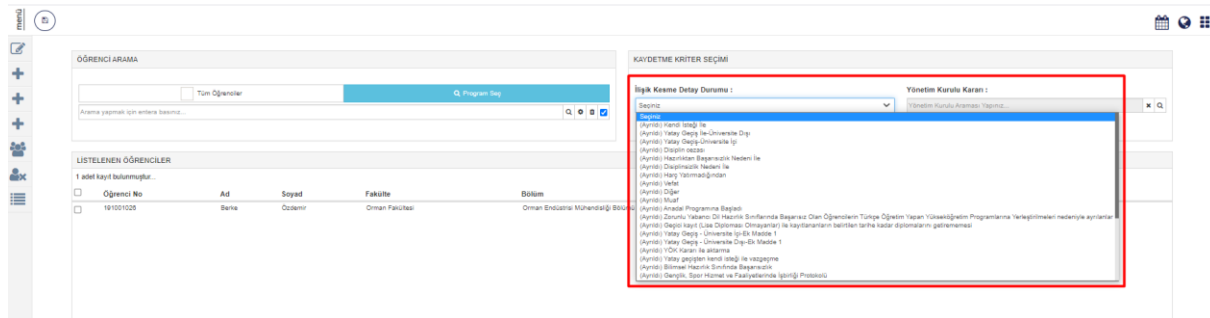 menü
ÖĞRENCİ ARAMA
Tüm Öğrenciler
Program Seç
Arama yapmak için entera basınız...
LİSTELENEN ÖĞRENCİLER
1 adet kayıt bulunmuştur...
Öğrenci No Ad Soyad Fakülte Bölüm
191001026 Berke Özdemir Orman Fakültesi Orman Endüstrisi Mühendisliği Bölümü
KAYDETME KRİTER SEÇİMİ
İlişik Kesme Detay Durumu :
Yönetim Kurulu Kararı :
Seçiniz
Yönetim Kurulu Araması Yapınız...
Seçiniz
(Ayrıldı) Kendi İsteği İle
(Ayrıldı) Yatay Geçiş İle-Üniversite Dışı
(Ayrıldı) Yatay Geçiş-Üniversite İçi
(Ayrıldı) Disiplin cezası
(Ayrıldı) Hazırlıktan Başarısızlık Nedeni İle
(Ayrıldı) Disiplinsizlik Nedeni İle
(Ayrıldı) Harç Yatırmadığından
(Ayrıldı) Vefat
(Ayrıldı) Diğer
(Ayrıldı) Muaf
(Ayrıldı) Anadal Programına Başladı
(Ayrıldı) Zorunlu Yabancı Dil Hazırlık Sınıflarında Başarısız Olan Öğrencilerin Türkçe Öğretim Yapan Yükseköğretim Programlarına Yerleştirilmeleri nedeniyle ayrılanlar
(Ayrıldı) Geçici kayıt (Lise Diploması Olmayanlar) ile kayıtlananların belirtilen tarihe kadar diplomalarını getirememesi
(Ayrıldı) Yatay Geçiş - Üniversite İçi-Ek Madde 1
(Ayrıldı) Yatay Geçiş - Üniversite Dışı-Ek Madde 1
(Ayrıldı) YÖK Kararı ile aktarma
(Ayrıldı) Yatay geçişten kendi isteği ile vazgeçme
(Ayrıldı) Bilimsel Hazırlık Sınıfında Başarısızlık
(Ayrıldı) Gençlik, Spor Hizmet ve Faaliyetlerinde İşbirliği Protokolü